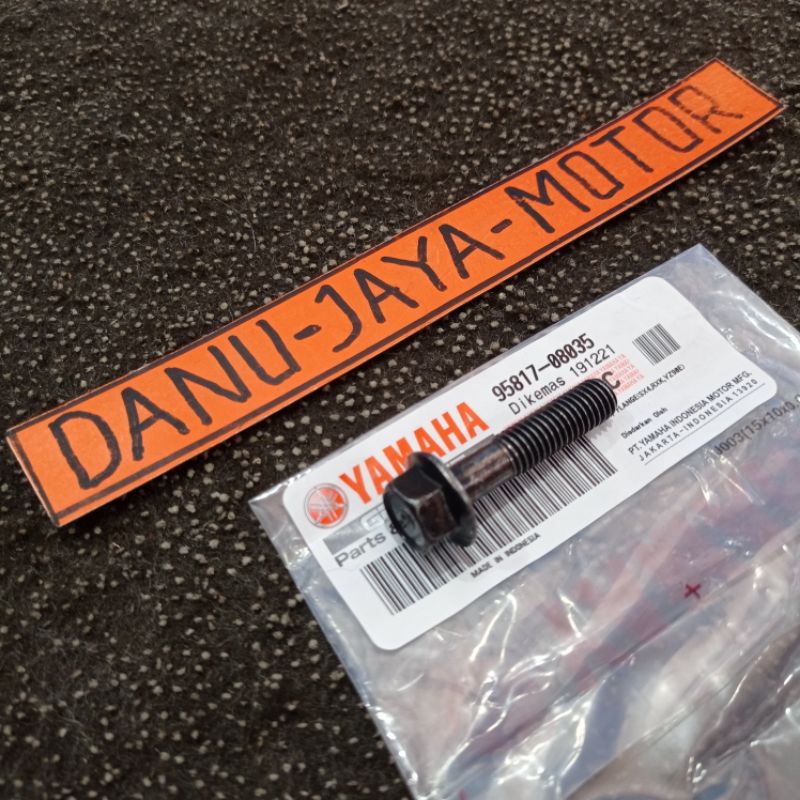 DANU-JAYA-MOTOR
95817-08035
Dikemas 191221
YAMAHA
C
Diedarkan Oleh
PT. YAMAHA INDONESIA MOTOR MFG.
JAKARTA-INDONESIA 13920
Parts &
MADE IN INDONESIA